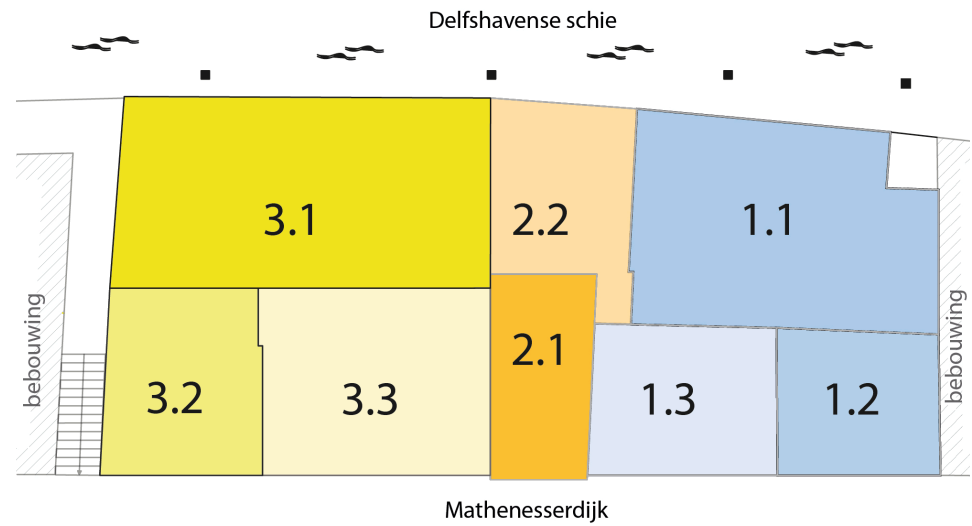 Delfshavense schie
3.1
2.2
1.1
bebouwing
bebouwing
2.1
3.2
3.3
1.3
1.2
Mathenesserdijk